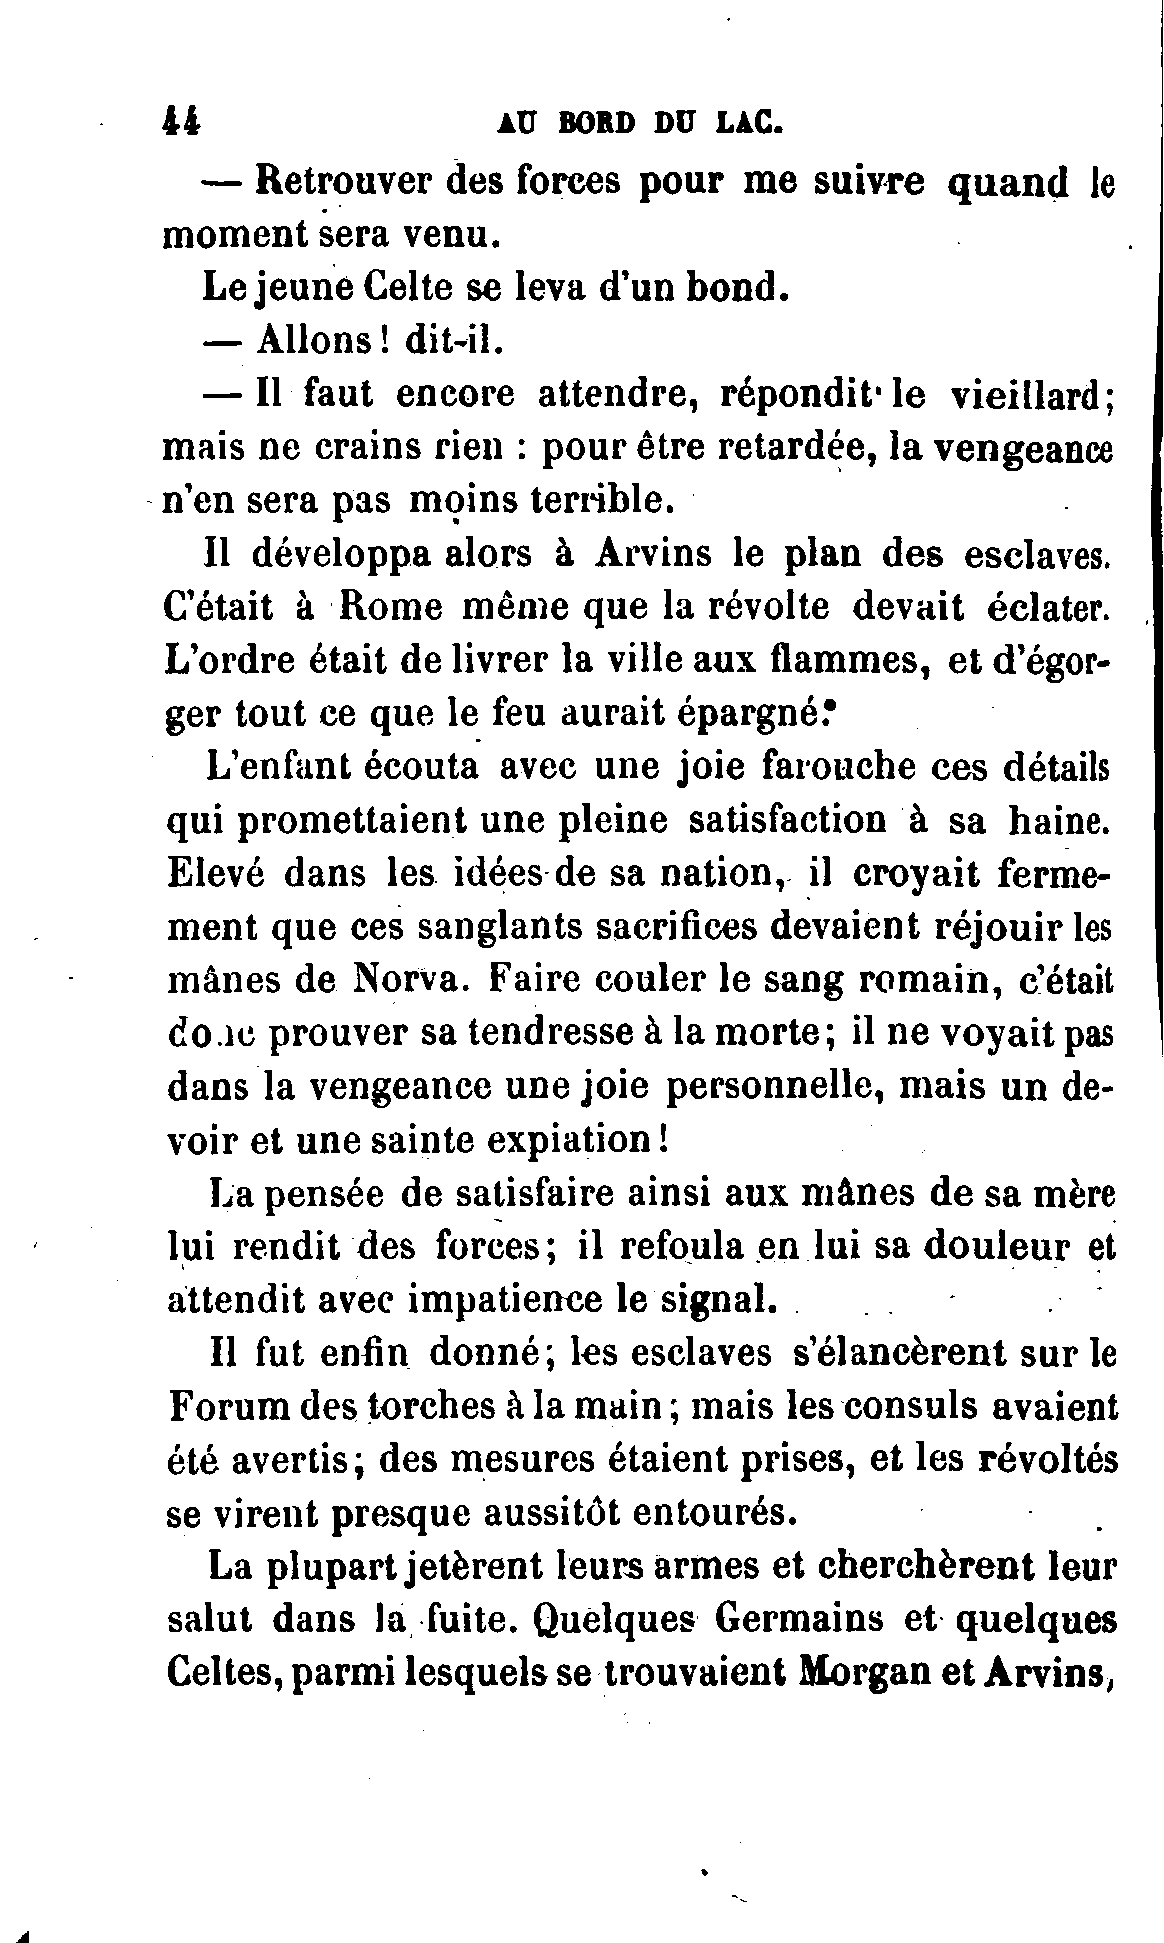 44 AU BORD DU LAC.
— Retrouver des forces pour me suivre quand le
moment sera venu.
Le jeune Celte se leva d'un bond.
— Allons ! dit-il.
— Il faut encore attendre, répondit le vieillard;
mais ne crains rien : pour être retardée, la vengeance
n'en sera pas moins terrible.
Il développa alors à Arvins le plan des esclaves.
C'était à Rome même que la révolte devait éclater.
L'ordre était de livrer la ville aux flammes, et d'égor-
ger tout ce que le feu aurait épargné.
L'enfant écouta avec une joie farouche ces détails
qui promettaient une pleine satisfaction à sa haine.
Elevé dans les idées de sa nation, il croyait ferme-
ment que ces sanglants sacrifices devaient réjouir les
mânes de Norva. Faire couler le sang romain, c'était
donc prouver sa tendresse à la morte; il ne voyait pas
dans la vengeance une joie personnelle, mais un de-
voir et une sainte expiation !
La pensée de satisfaire ainsi aux mânes de sa mère
lui rendit des forces; il refoula en lui sa douleur et
attendit avec impatience le signal.
Il fut enfin donné; les esclaves s'élancèrent sur le
Forum des torches à la main; mais les consuls avaient
été avertis; des mesures étaient prises, et les révoltés
se virent presque aussitôt entourés.
La plupart jetèrent leurs armes et cherchèrent leur
salut dans la fuite. Quelques Germains et quelques
Celtes, parmi lesquels se trouvaient Morgan et Arvins,